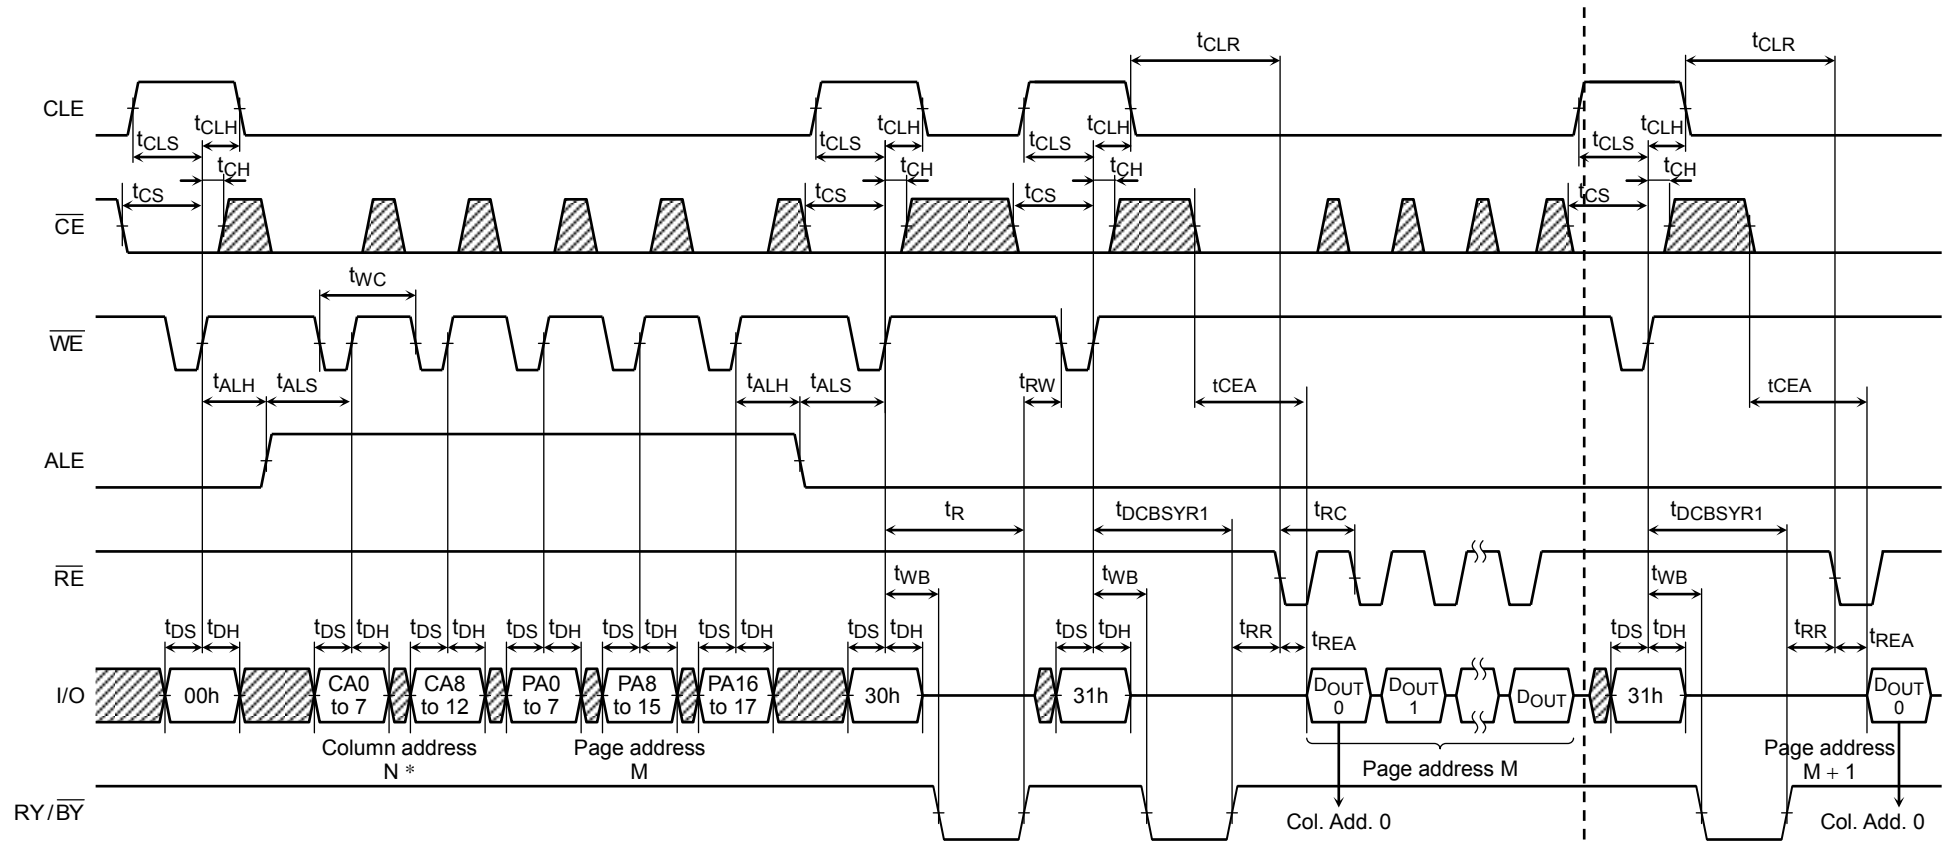 tCLR tCLR
CLE
tCLH tCLH tCLH tCLH
tCLS tCLS tCLS tCLS
tCH tCH tCH tCH
tCS tCS tCS tCS
CE
tWC
WE
tALH tALS tALH tALS tRW tCEA tCEA
ALE
tR tDCBSYR1 tRC tDCBSYR1
RE
tWB tWB tWB
tDS tDH tDS tDH tDS tDH tDS tDH tDS tDH tDS tDH tDS tDH tDS tDH tRR tREA tDS tDH tRR tREA
I/O
00h
CA0
to 7
CA8
to 12
PA0
to 7
PA8
to 15
PA16
to 17
30h
31h
DOUT
0
DOUT
1
DOUT
31h
DOUT
0
Column address
N *
Page address
M
Page address M
Page address
M + 1
RY/BY
Col. Add. 0
Col. Add. 0